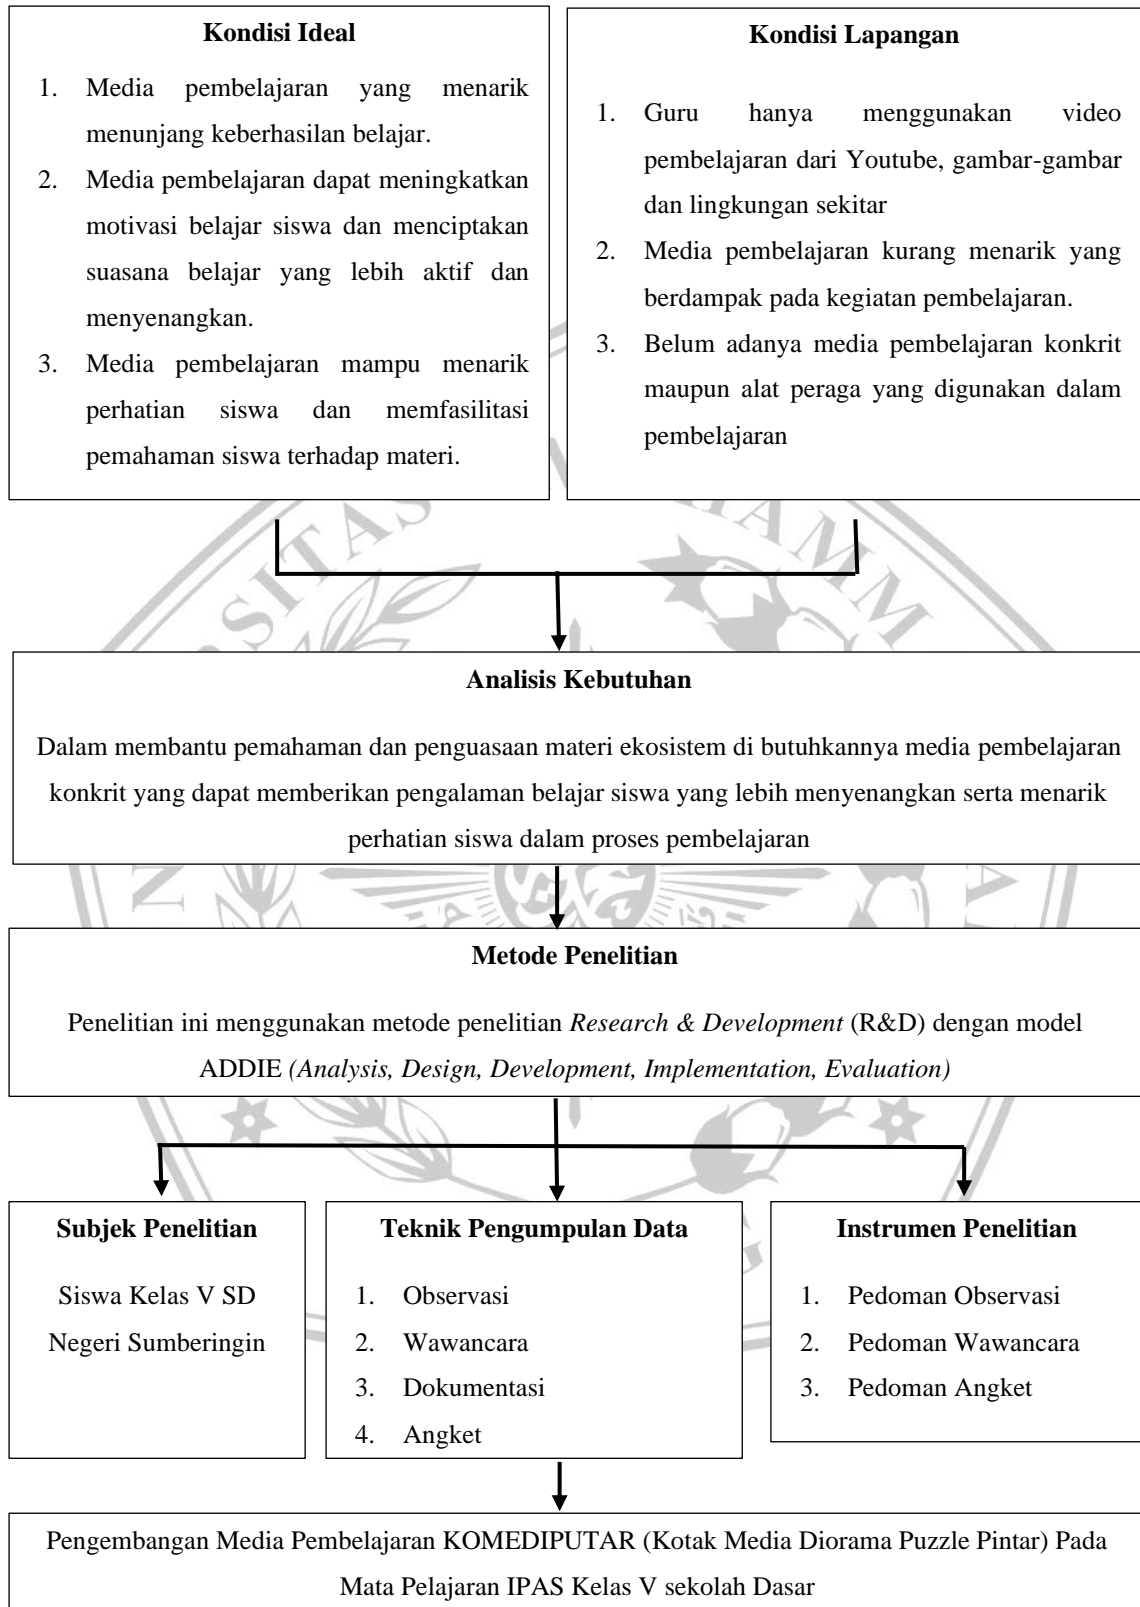 Kondisi Ideal
1. Media pembelajaran yang menarik
menunjang keberhasilan belajar.
2. Media pembelajaran dapat meningkatkan
motivasi belajar siswa dan menciptakan
suasana belajar yang lebih aktif dan
menyenangkan.
3. Media pembelajaran mampu menarik
perhatian siswa dan memfasilitasi
pemahaman siswa terhadap materi.
Kondisi Lapangan
1. Guru hanya menggunakan video
pembelajaran dari Youtube, gambar-gambar
dan lingkungan sekitar
2. Media pembelajaran kurang menarik yang
berdampak pada kegiatan pembelajaran.
3. Belum adanya media pembelajaran konkrit
maupun alat peraga yang digunakan dalam
pembelajaran
Analisis Kebutuhan
Dalam membantu pemahaman dan penguasaan materi ekosistem di butuhkannya media pembelajaran
konkrit yang dapat memberikan pengalaman belajar siswa yang lebih menyenangkan serta menarik
perhatian siswa dalam proses pembelajaran
Metode Penelitian
Penelitian ini menggunakan metode penelitian Research & Development (R&D) dengan model
ADDIE (Analysis, Design, Development, Implementation, Evaluation)
Subjek Penelitian
Siswa Kelas V SD
Negeri Sumberingin
Teknik Pengumpulan Data
1. Observasi
2. Wawancara
3. Dokumentasi
4. Angket
Instrumen Penelitian
1. Pedoman Observasi
2. Pedoman Wawancara
3. Pedoman Angket
Pengembangan Media Pembelajaran KOMEDIPUTAR (Kotak Media Diorama Puzzle Pintar) Pada
Mata Pelajaran IPAS Kelas V sekolah Dasar